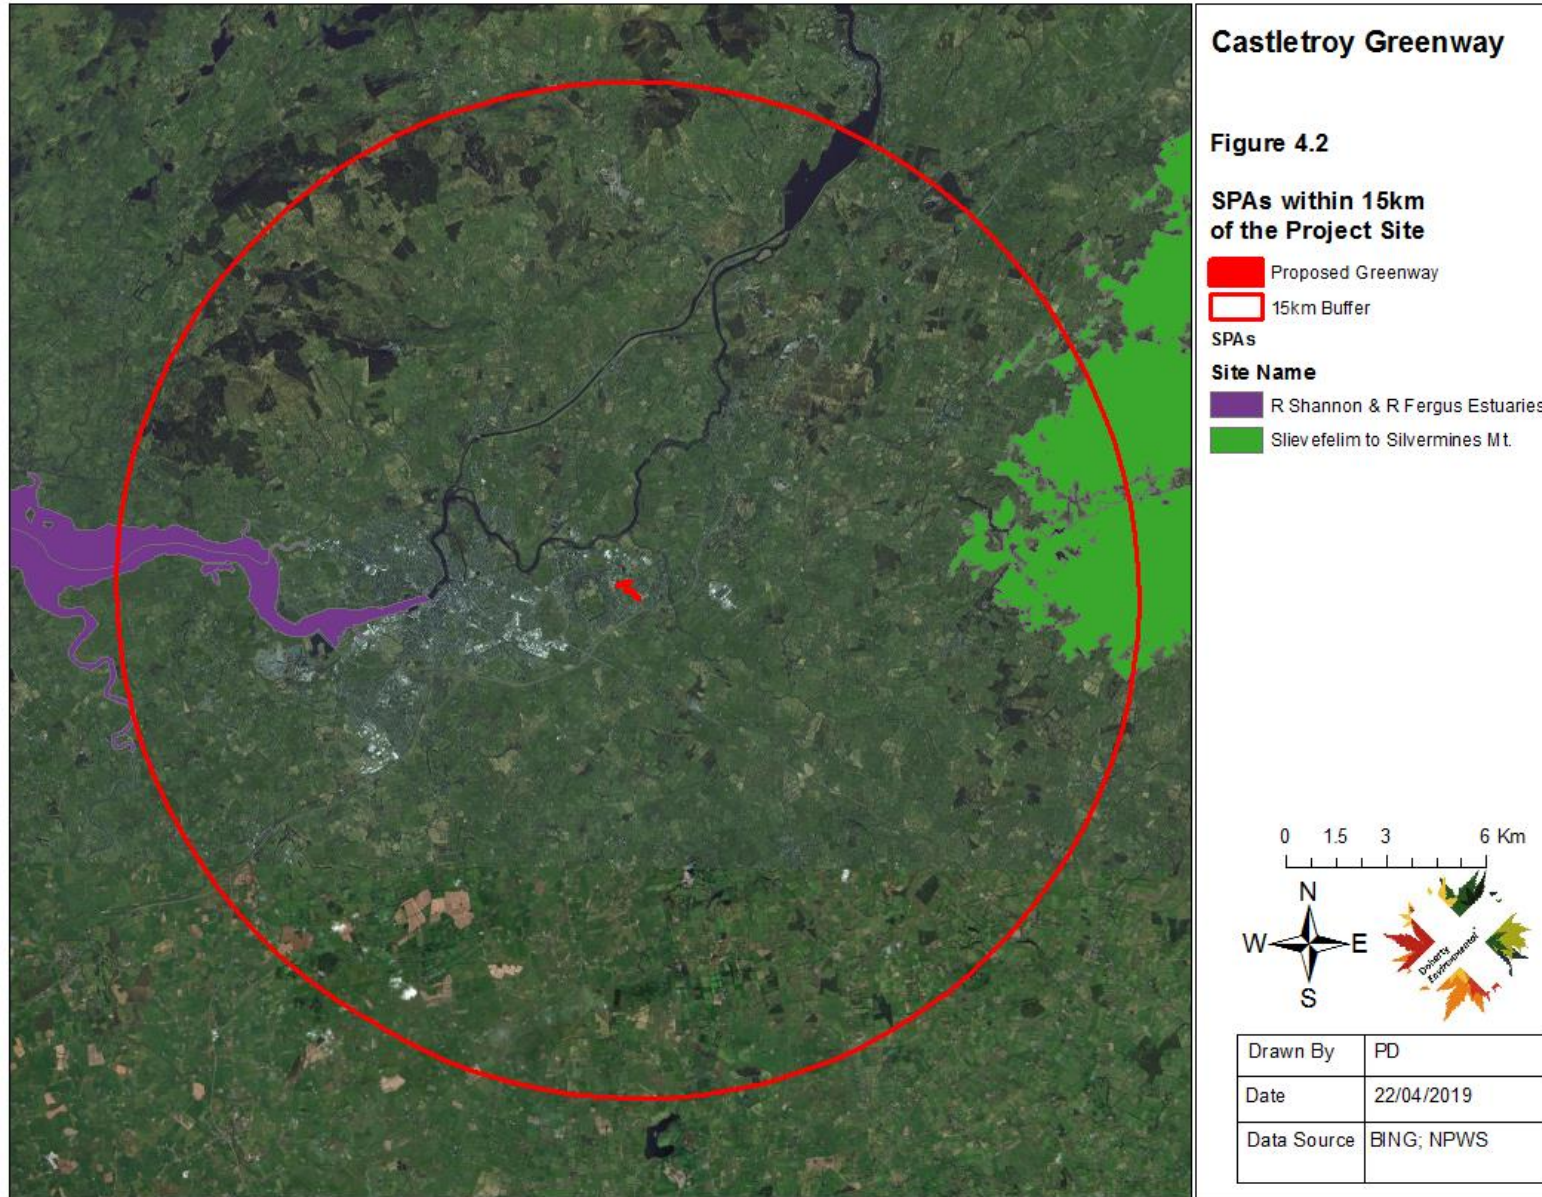 Castletroy Greenway
Figure 4.2
SPAs within 15km
of the Project Site
Proposed Greenway
15km Buffer
SPAs
Site Name
R Shannon & R Fergus Estuaries
Slievefelim to Silvermines Mt.
0 1.5 3 6 Km
N
W E
S
Doherty
Environmental
Drawn By PD
Date 22/04/2019
Data Source BING; NPWS